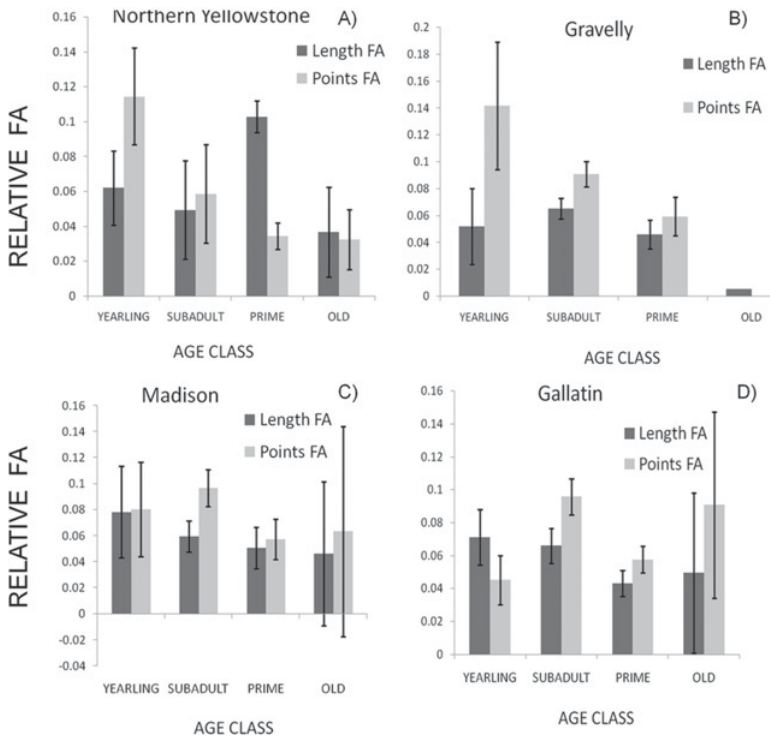 Northern Yellowstone A)
Length FA
Points FA
0.16
0.14
0.12
0.1
0.08
0.06
0.04
0.02
0
RELATIVE FA
YEARLING SUBADULT PRIME OLD
AGE CLASS
Gravelly B)
Length FA
Points FA
0.2
0.18
0.16
0.14
0.12
0.1
0.08
0.06
0.04
0.02
0
YEARLING SUBADULT PRIME OLD
AGE CLASS
Madison C)
Length FA
Points FA
0.16
0.14
0.12
0.1
0.08
0.06
0.04
0.02
0
-0.02
-0.04
RELATIVE FA
YEARLING SUBADULT PRIME OLD
AGE CLASS
Gallatin D)
Length FA
Points FA
0.16
0.14
0.12
0.1
0.08
0.06
0.04
0.02
0
YEARLING SUBADULT PRIME OLD
AGE CLASS